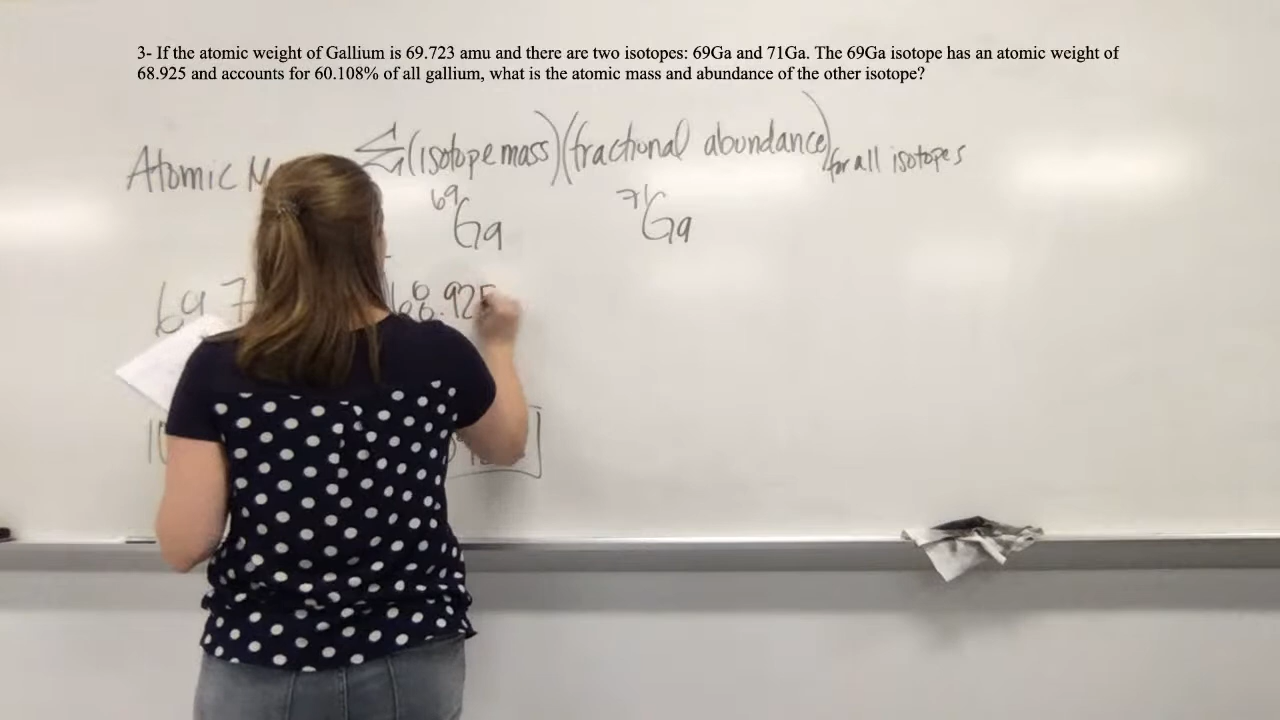 3- If the atomic weight of Gallium is 69.723 amu and there are two isotopes: 69Ga and 71Ga. The 69Ga isotope has an atomic weight of
68.925 and accounts for 60.108% of all gallium, what is the atomic mass and abundance of the other isotope?
Atomic M Σ(isotope mass)(fractional abundance) for all isotopes
69Ga 71Ga
69.7 68.925
10